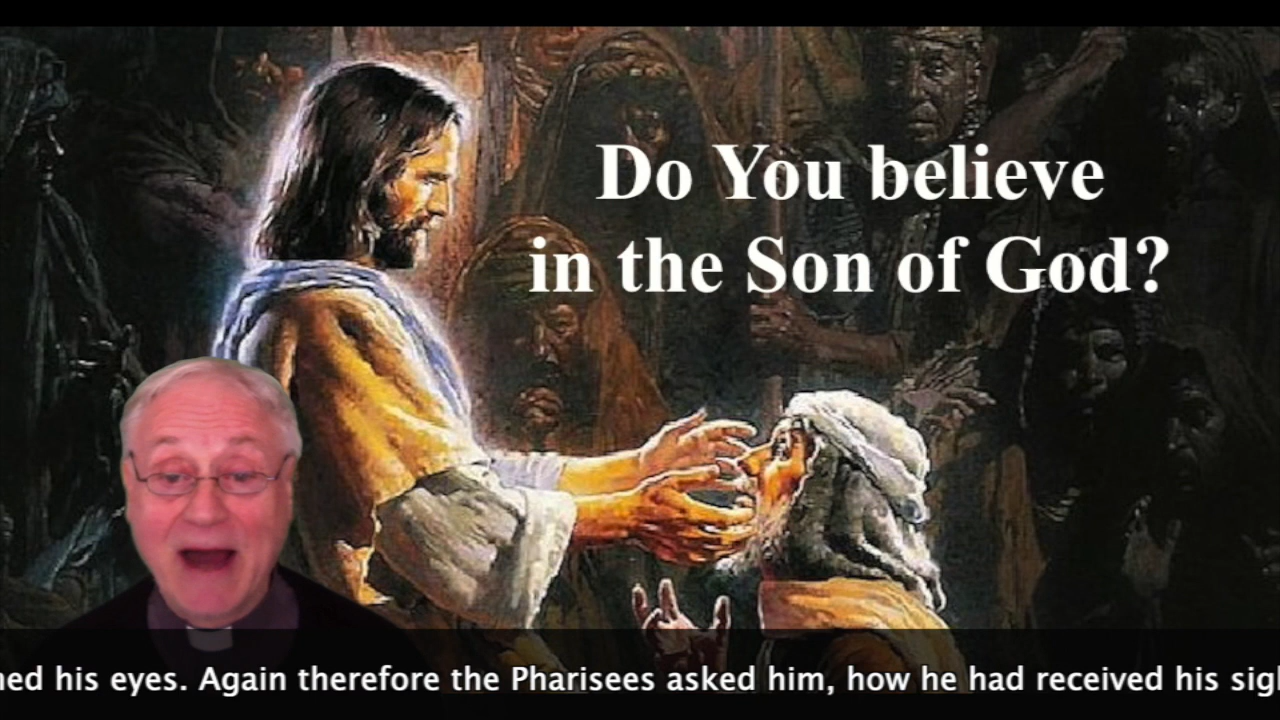 Do You believe
in the Son of God?
his eyes. Again therefore the Pharisees asked him, how he had received his